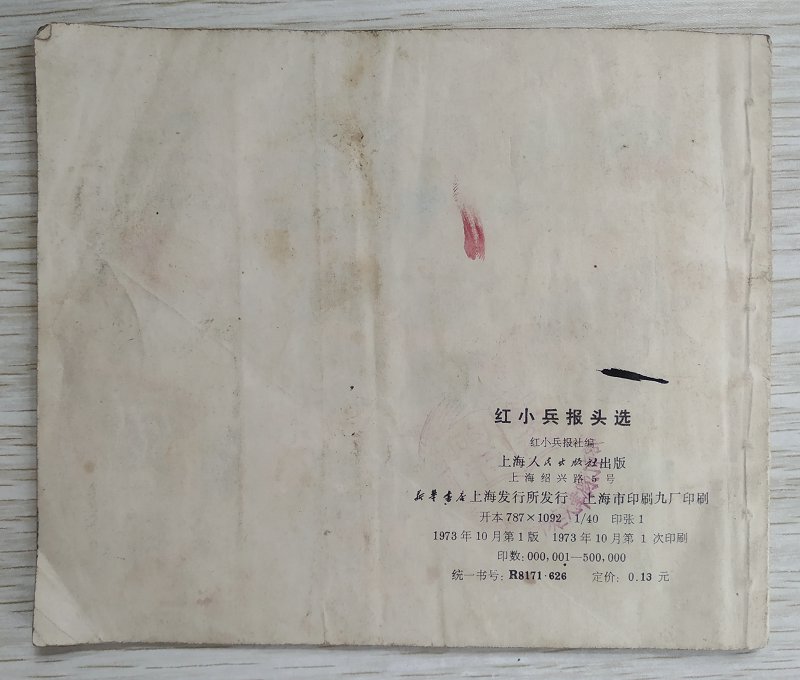 红小兵报头选
红小兵报社编
上海人民出版社出版
上海绍兴路5号
新华书店上海发行所发行 上海市印刷九厂印刷
开本 787×1092 1/40 印张 1
1973年10月第1版 1973年10月第1次印刷
印数：000,001—500,000
统一书号：R8171·626 定价：0.13 元